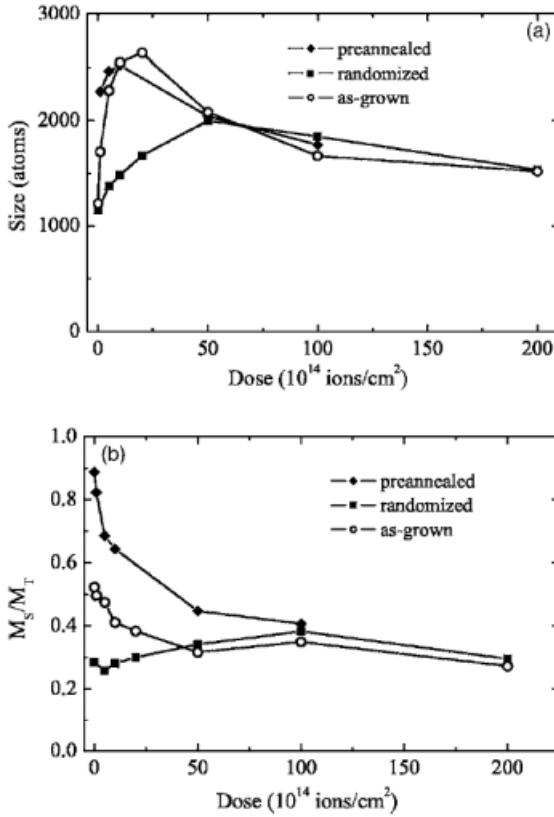 (a)
preannealed
randomized
as-grown
3000
2000
1000
0
Size (atoms)
0 50 100 150 200
Dose (10¹⁴ ions/cm²)
(b)
preannealed
randomized
as-grown
1.0
0.8
0.6
0.4
0.2
0.0
M_S/M_T
0 50 100 150 200
Dose (10¹⁴ ions/cm²)